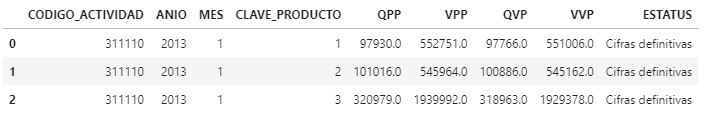 CODIGO_ACTIVIDAD ANIO MES CLAVE_PRODUCTO QPP VPP QVP VVP ESTATUS
0 311110 2013 1 1 97930.0 552751.0 97766.0 551006.0 Cifras definitivas
1 311110 2013 1 2 101016.0 545964.0 100886.0 545162.0 Cifras definitivas
2 311110 2013 1 3 320979.0 1939992.0 318963.0 1929378.0 Cifras definitivas